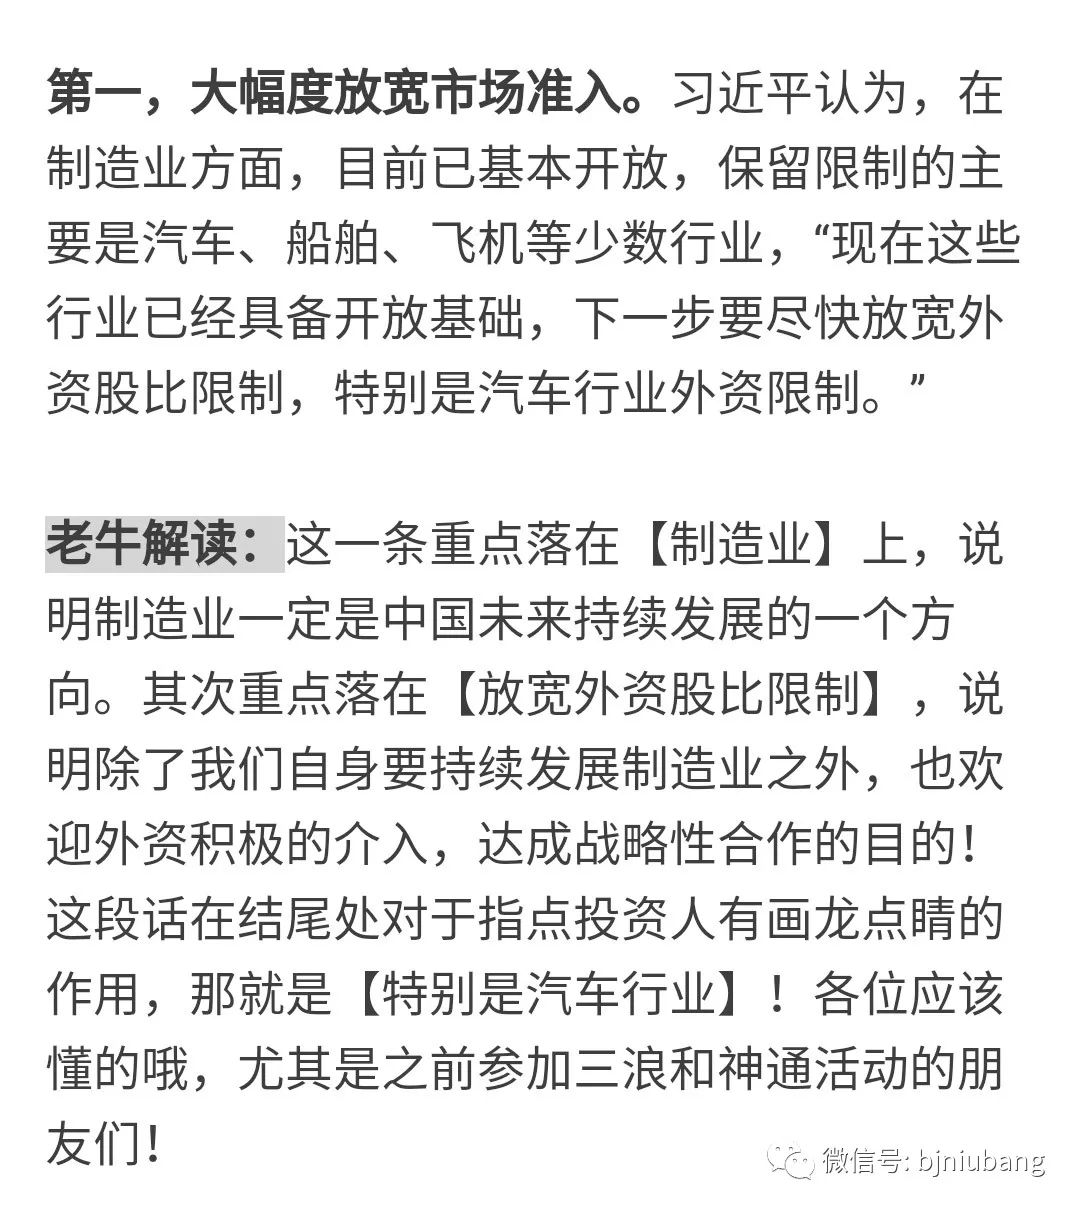 第一，大幅度放宽市场准入。习近平认为，在
制造业方面，目前已基本开放，保留限制的主
要是汽车、船舶、飞机等少数行业，“现在这些
行业已经具备开放基础，下一步要尽快放宽外
资股比限制，特别是汽车行业外资限制。”
老牛解读：这一条重点落在【制造业】上，说
明制造业一定是中国未来持续发展的一个方
向。其次重点落在【放宽外资股比限制】，说
明除了我们自身要持续发展制造业之外，也欢
迎外资积极的介入，达成战略性合作的目的！
这段话在结尾处对于指点投资人有画龙点睛的
作用，那就是【特别是汽车行业】！各位应该
懂的哦，尤其是之前参加三浪和神通活动的朋
友们！
微信号: bjniubang